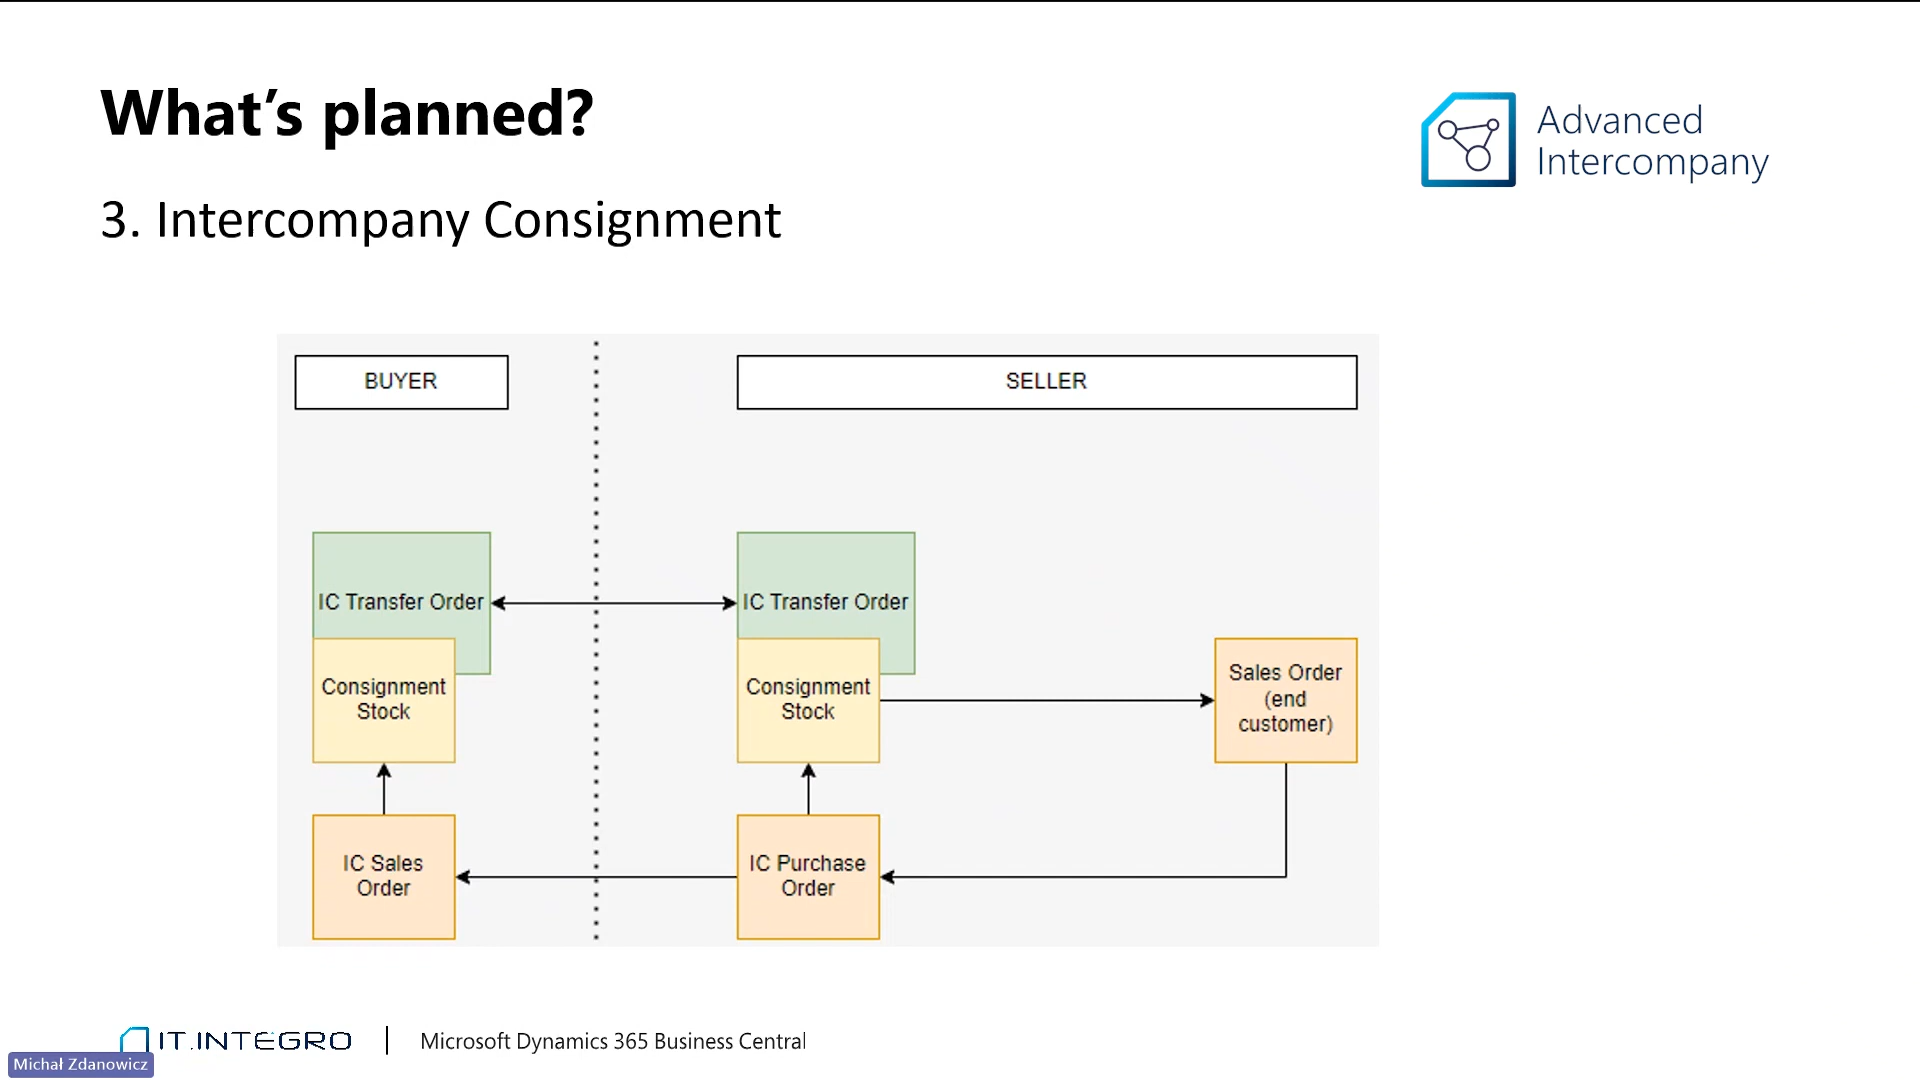 What's planned?
Advanced
Intercompany
3. Intercompany Consignment
BUYER
SELLER
IC Transfer Order
IC Transfer Order
Consignment
Stock
Consignment
Stock
Sales Order
(end
customer)
IC Sales
Order
IC Purchase
Order
IT.INTEGRO
Microsoft Dynamics 365 Business Central
Michał Zdanowicz